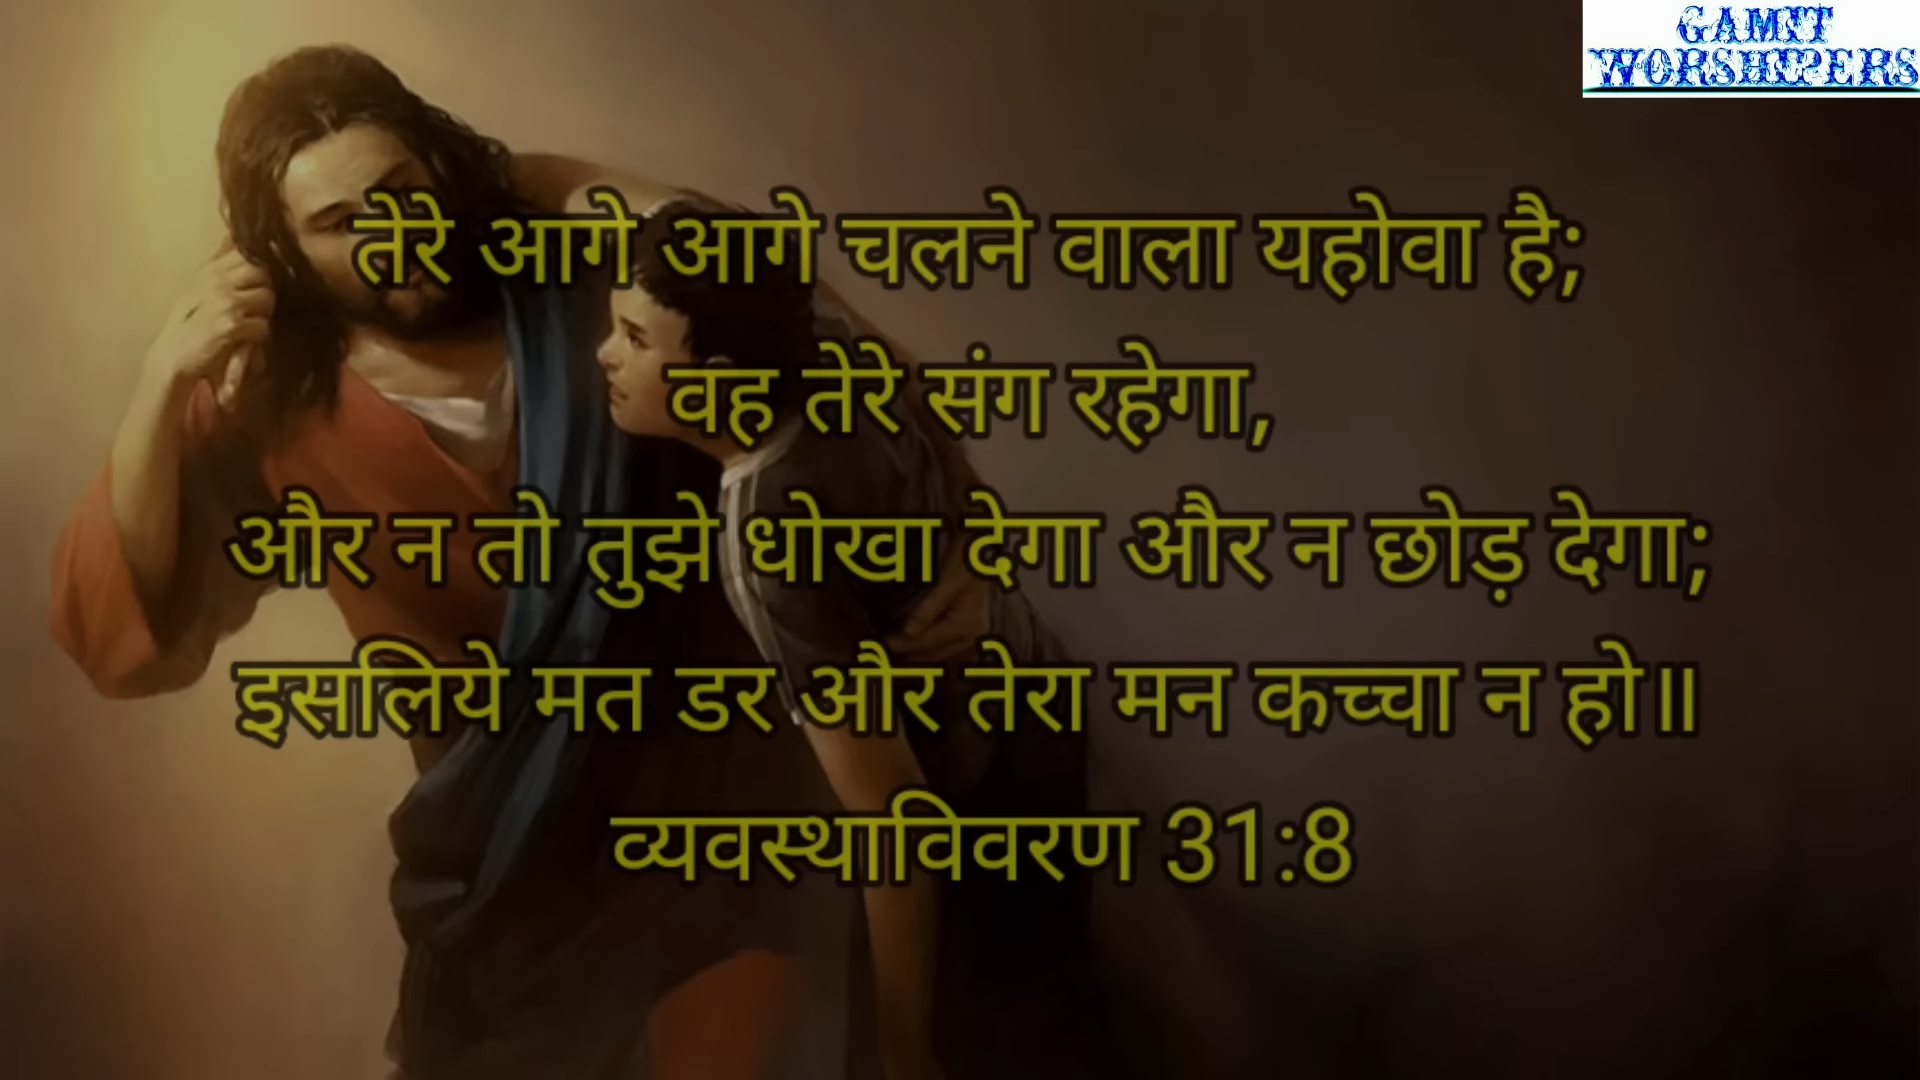 GAMIT
WORSHIPERS
तेरे आगे आगे चलने वाला यहोवा है;
वह तेरे संग रहेगा,
और न तो तुझे धोखा देगा और न छोड़ देगा;
इसलिये मत डर और तेरा मन कच्चा न हो॥
व्यवस्थाविवरण 31:8